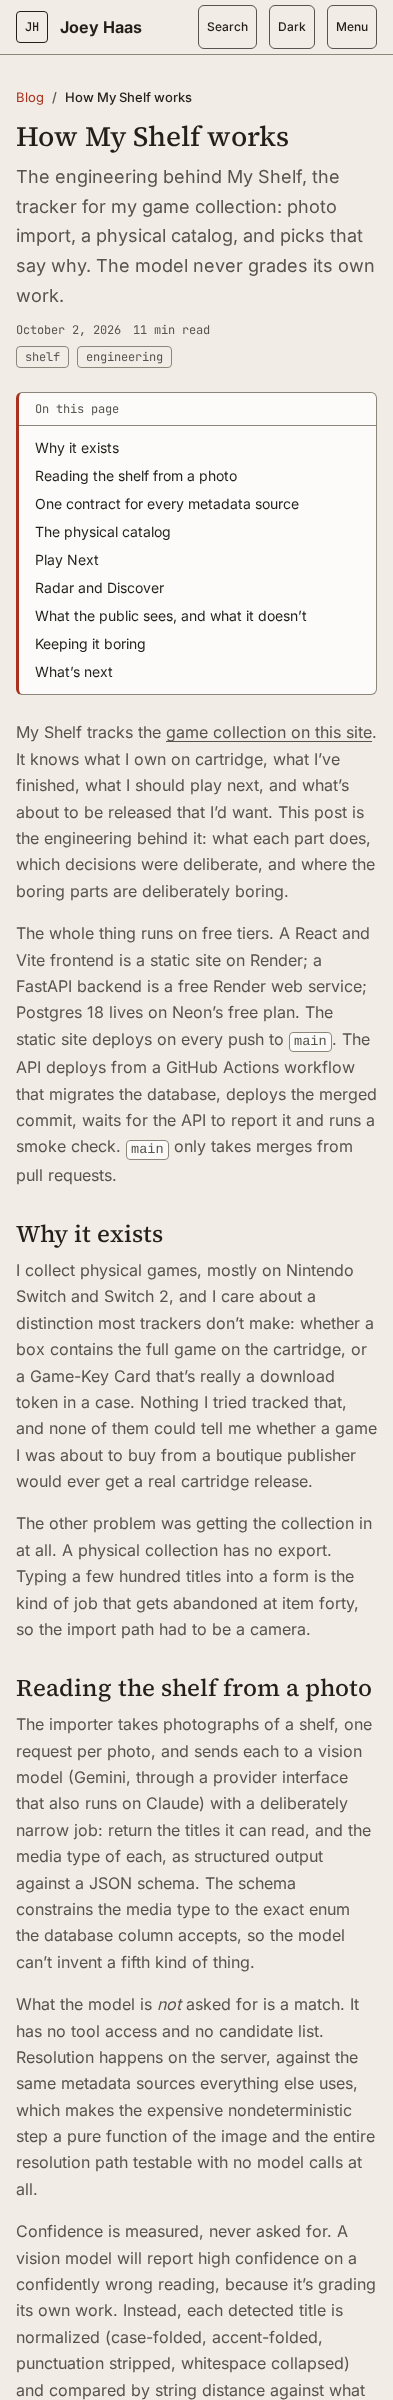 JH Joey Haas Search Dark Menu
Blog / How My Shelf works
How My Shelf works
The engineering behind My Shelf, the
tracker for my game collection: photo
import, a physical catalog, and picks that
say why. The model never grades its own
work.
October 2, 2026 11 min read
shelf engineering
On this page
Why it exists
Reading the shelf from a photo
One contract for every metadata source
The physical catalog
Play Next
Radar and Discover
What the public sees, and what it doesn’t
Keeping it boring
What’s next
My Shelf tracks the game collection on this site.
It knows what I own on cartridge, what I’ve
finished, what I should play next, and what’s
about to be released that I’d want. This post is
the engineering behind it: what each part does,
which decisions were deliberate, and where the
boring parts are deliberately boring.
The whole thing runs on free tiers. A React and
Vite frontend is a static site on Render; a
FastAPI backend is a free Render web service;
Postgres 18 lives on Neon’s free plan. The
static site deploys on every push to main. The
API deploys from a GitHub Actions workflow
that migrates the database, deploys the merged
commit, waits for the API to report it and runs a
smoke check. main only takes merges from
pull requests.
Why it exists
I collect physical games, mostly on Nintendo
Switch and Switch 2, and I care about a
distinction most trackers don’t make: whether a
box contains the full game on the cartridge, or
a Game-Key Card that’s really a download
token in a case. Nothing I tried tracked that,
and none of them could tell me whether a game
I was about to buy from a boutique publisher
would ever get a real cartridge release.
The other problem was getting the collection in
at all. A physical collection has no export.
Typing a few hundred titles into a form is the
kind of job that gets abandoned at item forty,
so the import path had to be a camera.
Reading the shelf from a photo
The importer takes photographs of a shelf, one
request per photo, and sends each to a vision
model (Gemini, through a provider interface
that also runs on Claude) with a deliberately
narrow job: return the titles it can read, and the
media type of each, as structured output
against a JSON schema. The schema
constrains the media type to the exact enum
the database column accepts, so the model
can’t invent a fifth kind of thing.
What the model is not asked for is a match. It
has no tool access and no candidate list.
Resolution happens on the server, against the
same metadata sources everything else uses,
which makes the expensive nondeterministic
step a pure function of the image and the entire
resolution path testable with no model calls at
all.
Confidence is measured, never asked for. A
vision model will report high confidence on a
confidently wrong reading, because it’s grading
its own work. Instead, each detected title is
normalized (case-folded, accent-folded,
punctuation stripped, whitespace collapsed)
and compared by string distance against what